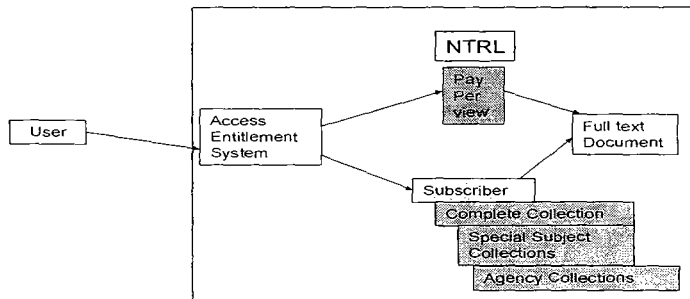 NTRL
Pay
Per
view
User
Access
Entitlement
System
Full text
Document
Subscriber
Complete Collection
Special Subject
Collections
Agency Collections